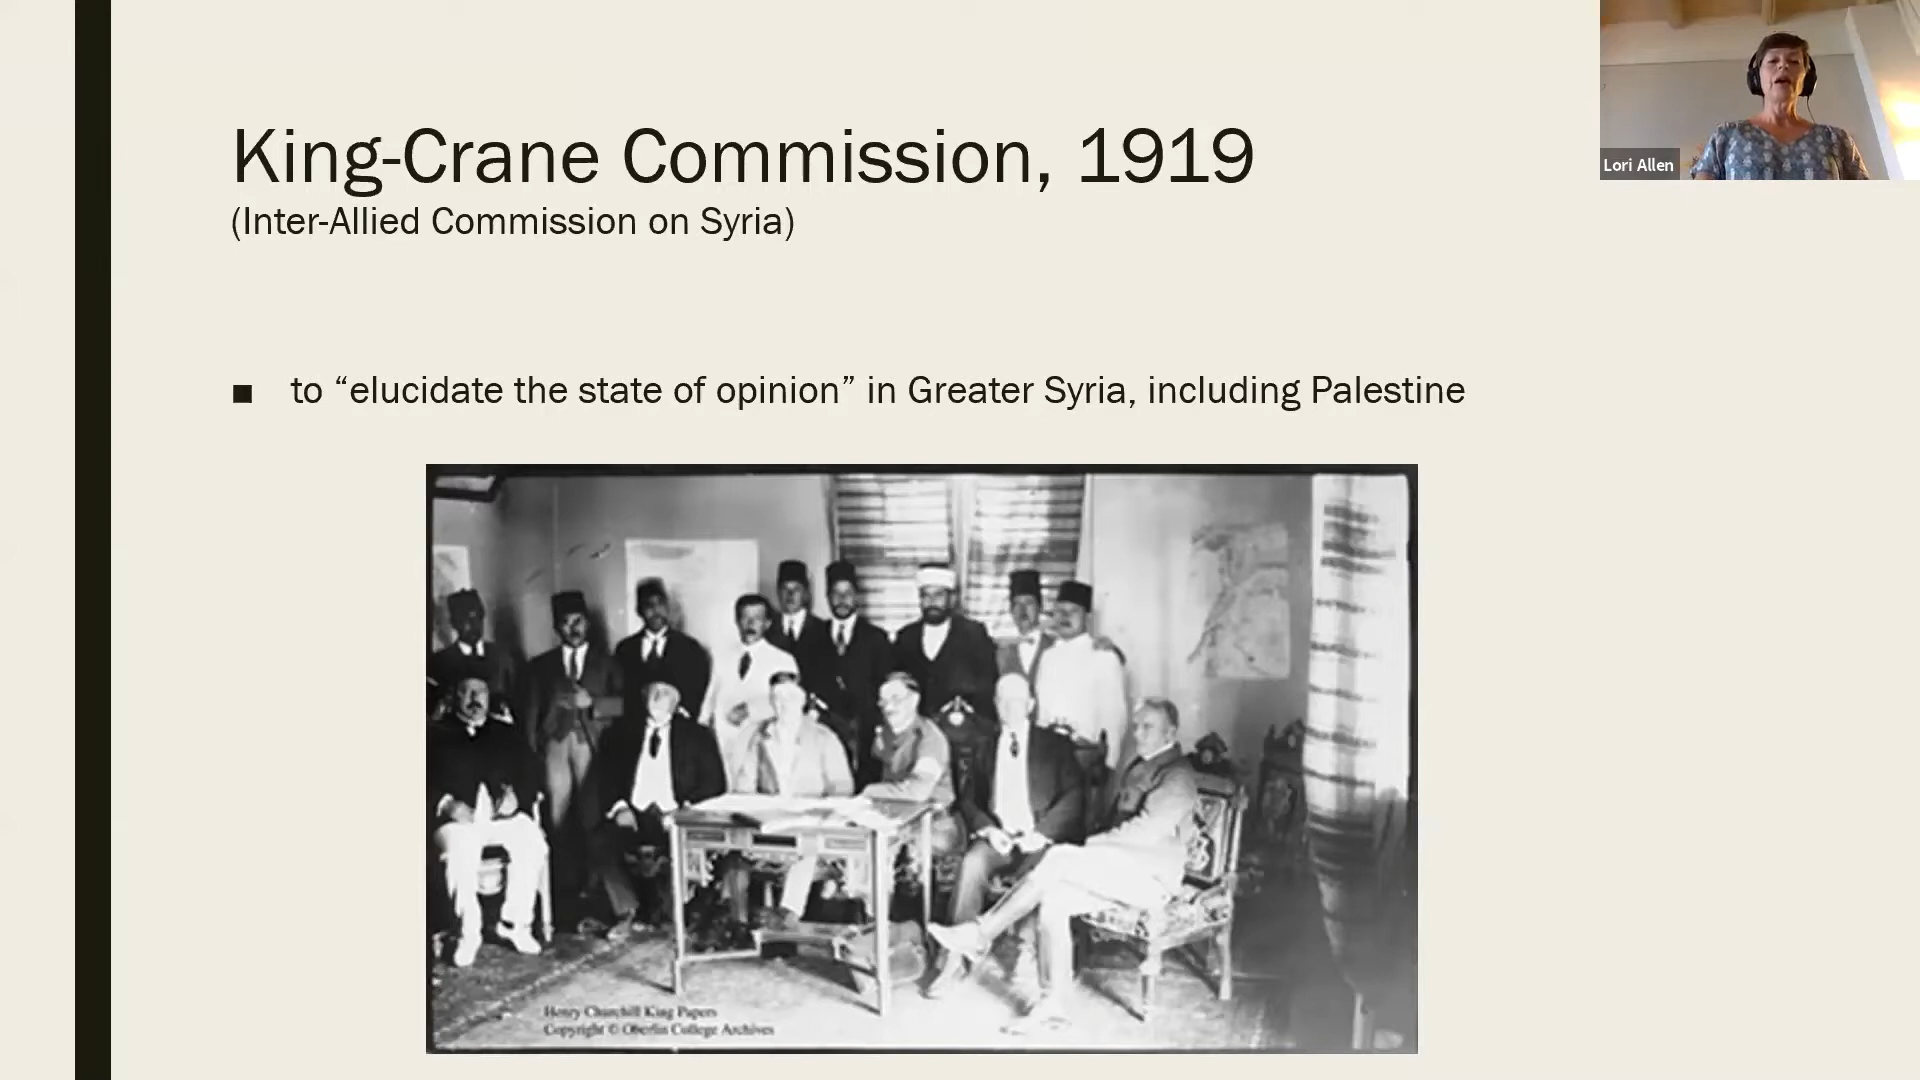 King-Crane Commission, 1919
(Inter-Allied Commission on Syria)
■ to “elucidate the state of opinion” in Greater Syria, including Palestine
Henry Churchill King Papers
Copyright © Oberlin College Archives
Lori Allen